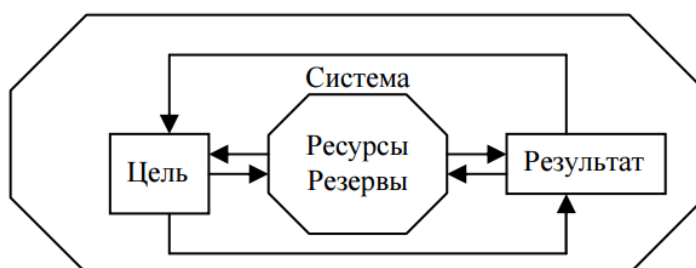 Система
Цель
Ресурсы
Резервы
Результат